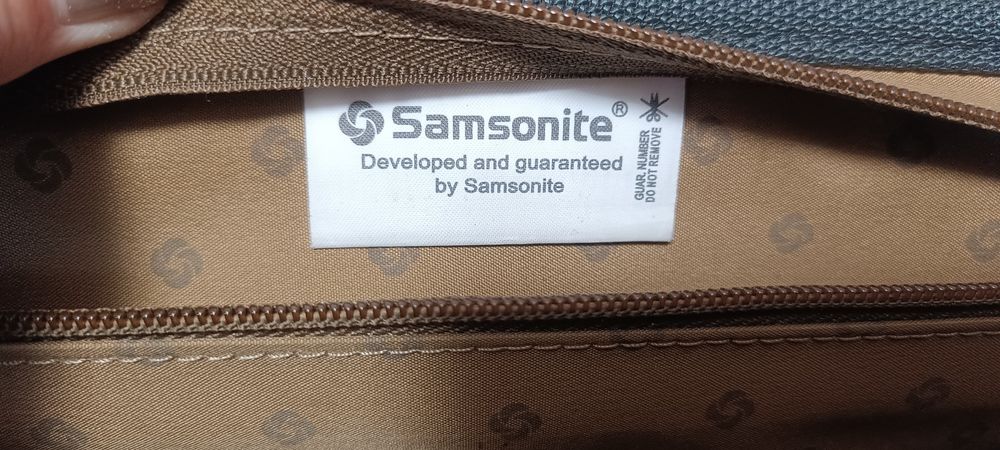 Samsonite®
Developed and guaranteed
by Samsonite
GUAR. NUMBER
DO NOT REMOVE